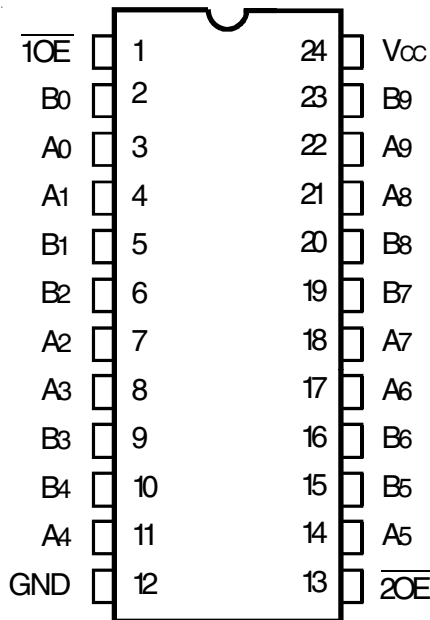 1OE 1 24 VCC
B0 2 23 B9
A0 3 22 A9
A1 4 21 A8
B1 5 20 B8
B2 6 19 B7
A2 7 18 A7
A3 8 17 A6
B3 9 16 B6
B4 10 15 B5
A4 11 14 A5
GND 12 13 2OE